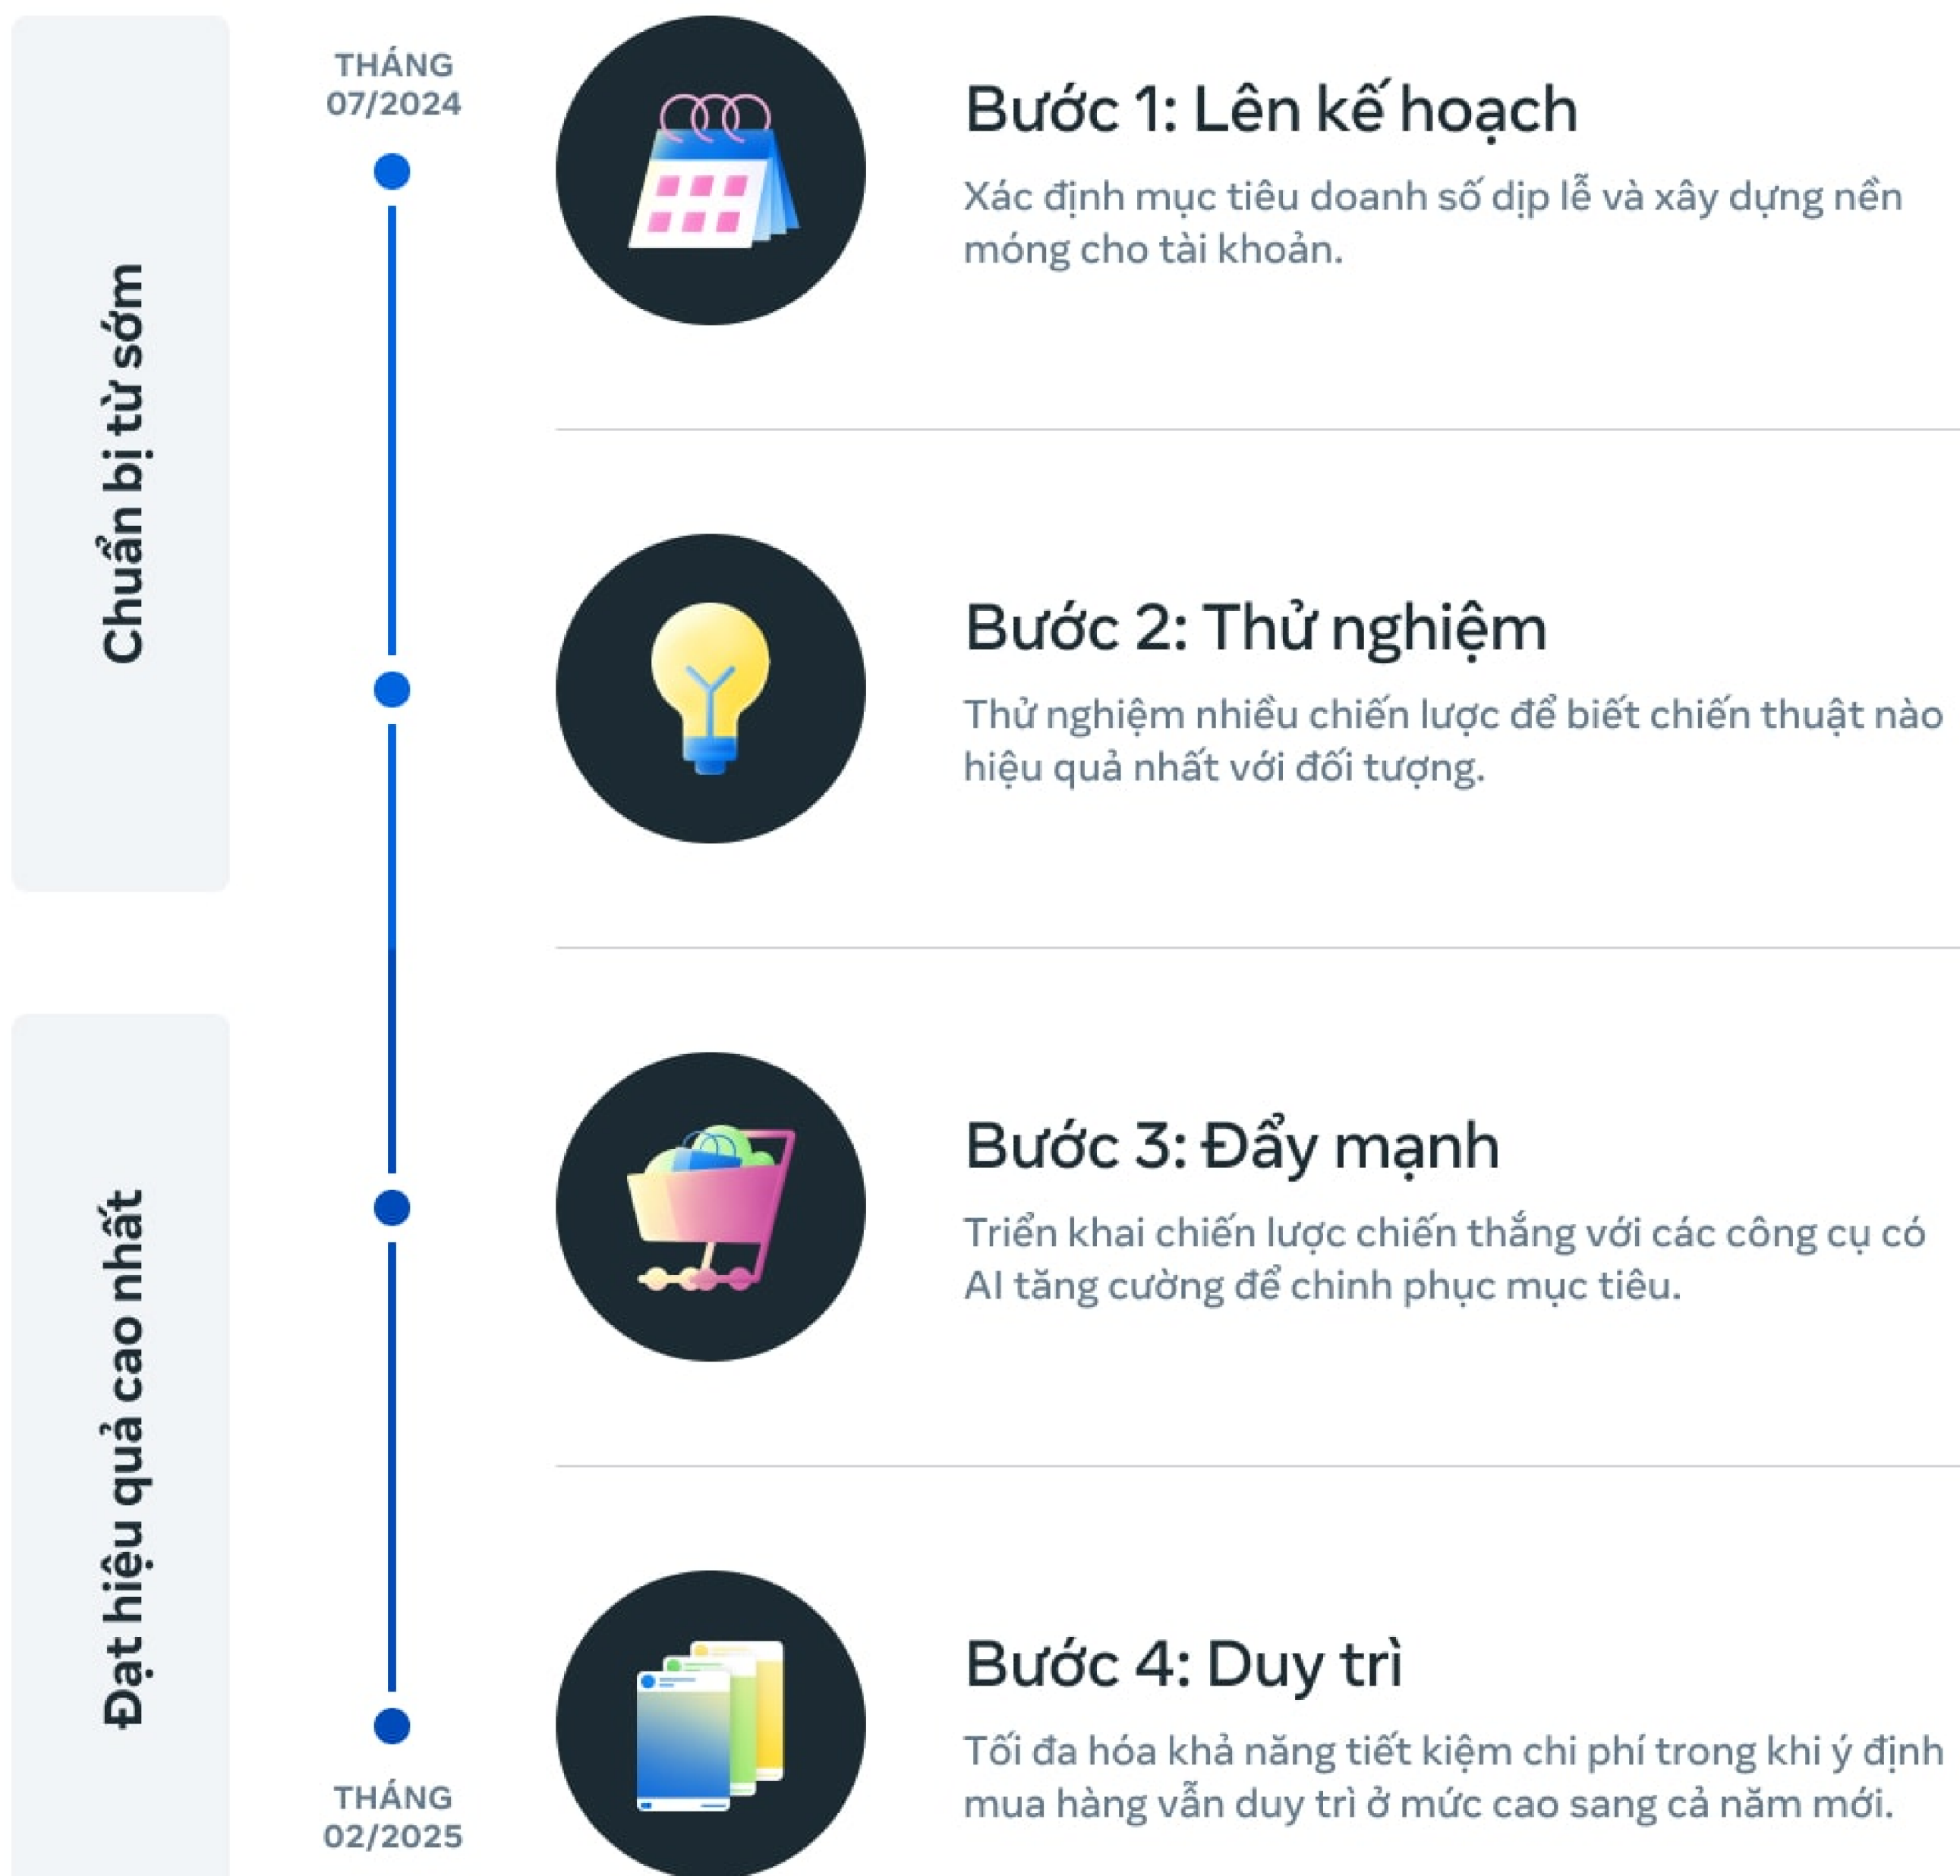 Chuẩn bị từ sớm
THÁNG
07/2024
Bước 1: Lên kế hoạch
Xác định mục tiêu doanh số dịp lễ và xây dựng nền
móng cho tài khoản.
Bước 2: Thử nghiệm
Thử nghiệm nhiều chiến lược để biết chiến thuật nào
hiệu quả nhất với đối tượng.
Đạt hiệu quả cao nhất
Bước 3: Đẩy mạnh
Triển khai chiến lược chiến thắng với các công cụ có
AI tăng cường để chinh phục mục tiêu.
Bước 4: Duy trì
Tối đa hóa khả năng tiết kiệm chi phí trong khi ý định
mua hàng vẫn duy trì ở mức cao sang cả năm mới.
THÁNG
02/2025